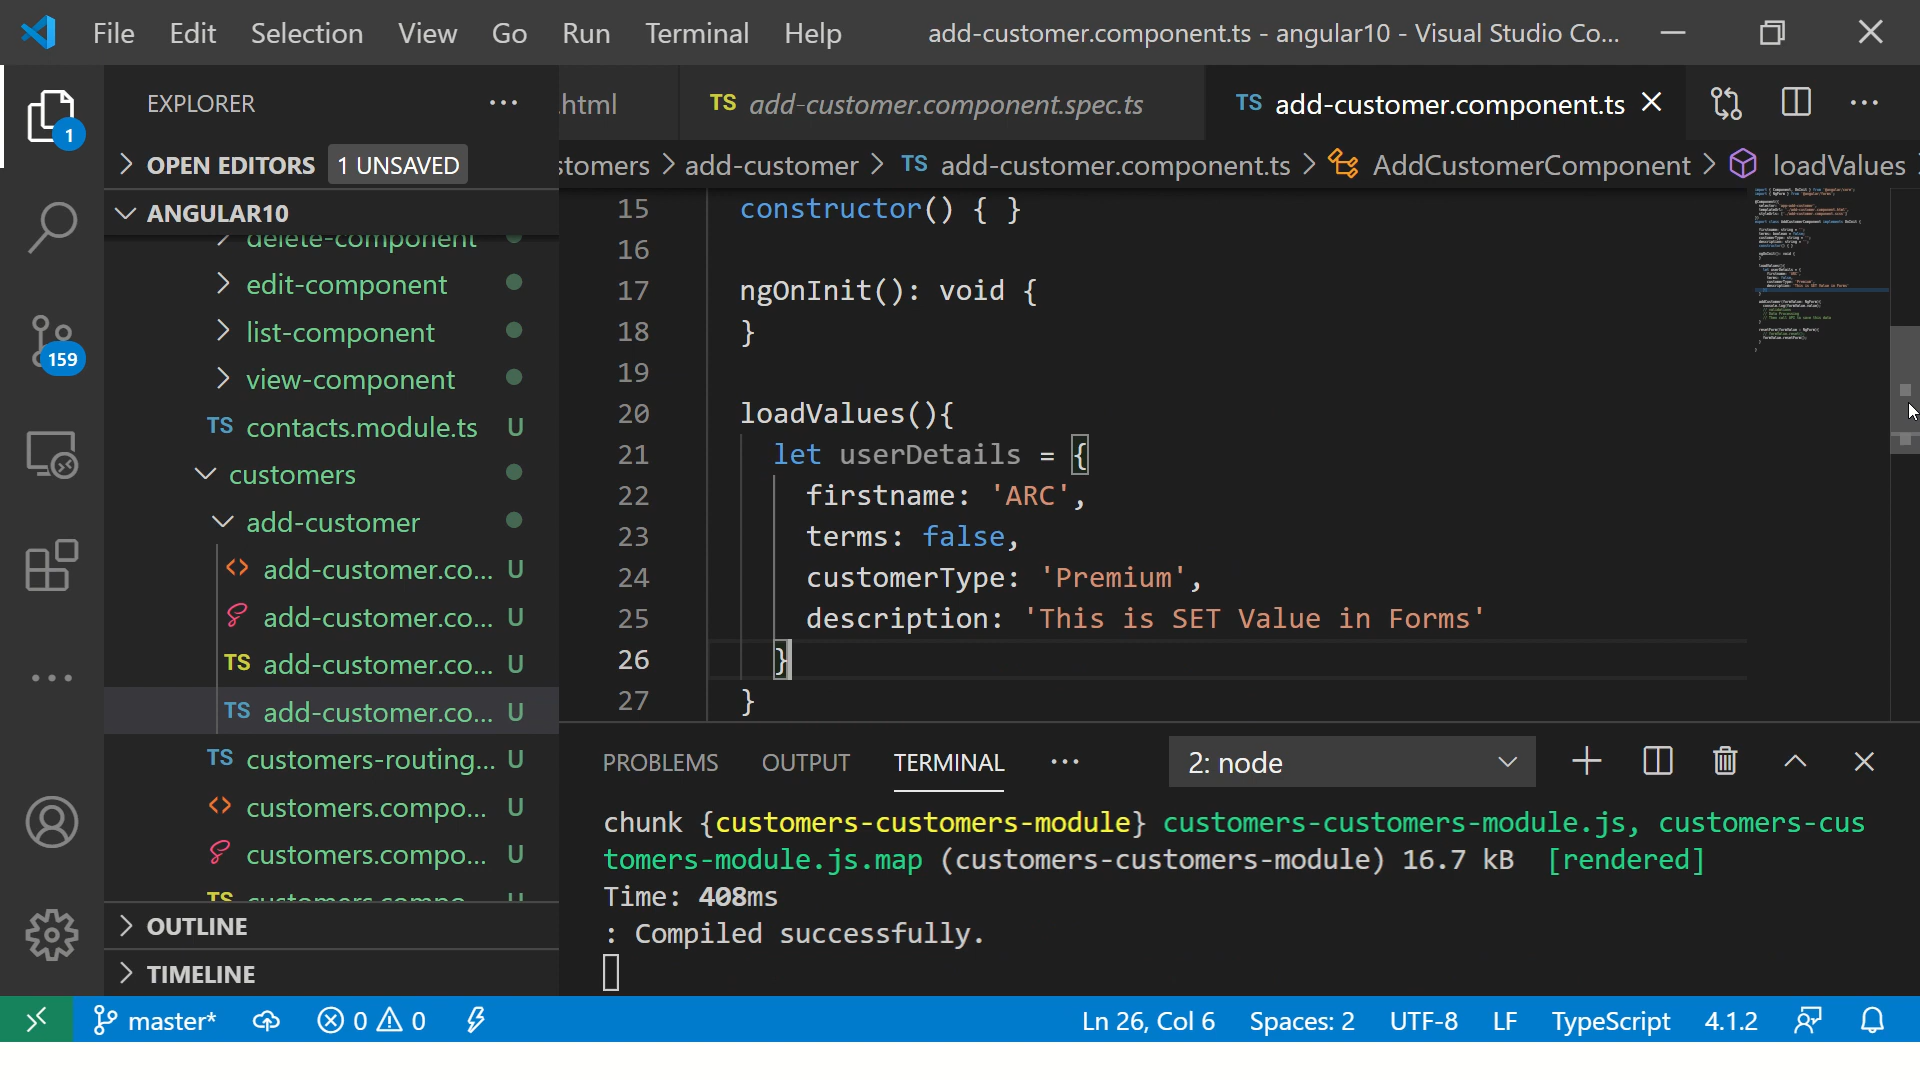 File Edit Selection View Go Run Terminal Help add-customer.component.ts - angular10 - Visual Studio Co...
EXPLORER
1
OPEN EDITORS 1 UNSAVED
ANGULAR10
delete-component
edit-component
list-component
159
view-component
TS contacts.module.ts U
customers
add-customer
add-customer.co... U
add-customer.co... U
TS add-customer.co... U
TS add-customer.co... U
TS customers-routing... U
customers.compo... U
customers.compo... U
TS customers.compo... U
OUTLINE
TIMELINE
.html TS add-customer.component.spec.ts TS add-customer.component.ts
stomers > add-customer > TS add-customer.component.ts > AddCustomerComponent > loadValues
15 constructor() { }
16
17 ngOnInit(): void {
18 }
19
20 loadValues(){
21 let userDetails = {
22 firstname: 'ARC',
23 terms: false,
24 customerType: 'Premium',
25 description: 'This is SET Value in Forms'
26 }
27 }
PROBLEMS OUTPUT TERMINAL ... 2: node
chunk {customers-customers-module} customers-customers-module.js, customers-cus
tomers-module.js.map (customers-customers-module) 16.7 kB [rendered]
Time: 408ms
: Compiled successfully.
master* 0 0 Ln 26, Col 6 Spaces: 2 UTF-8 LF TypeScript 4.1.2